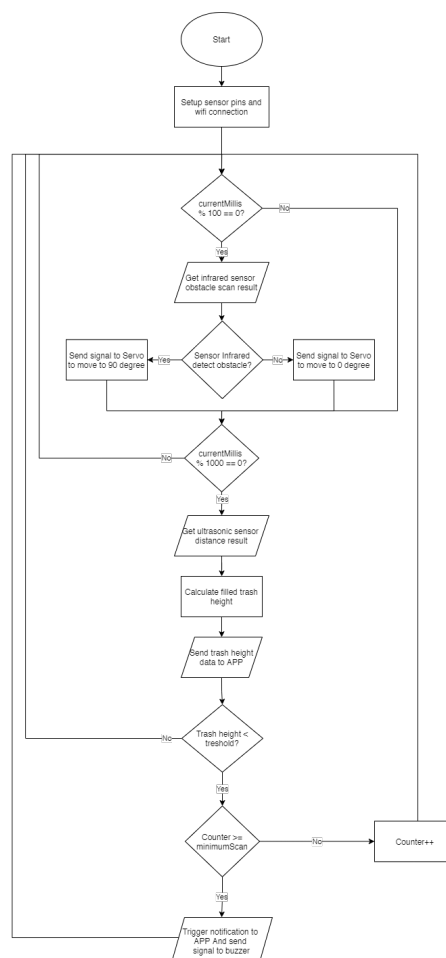 Start
Setup sensor pins and
wifi connection
currentMillis
% 100 == 0?
No
Yes
Get infrared sensor
obstacle scan result
Send signal to Servo
to move to 90 degree
Yes
Sensor Infrared
detect obstacle?
No
Send signal to Servo
to move to 0 degree
currentMillis
% 1000 == 0?
No
Yes
Get ultrasonic sensor
distance result
Calculate filled trash
height
Send trash height
data to APP
Trash height <
treshold?
No
Yes
Counter >=
minimumScan
No
Counter++
Yes
Trigger notification to
APP And send
signal to buzzer